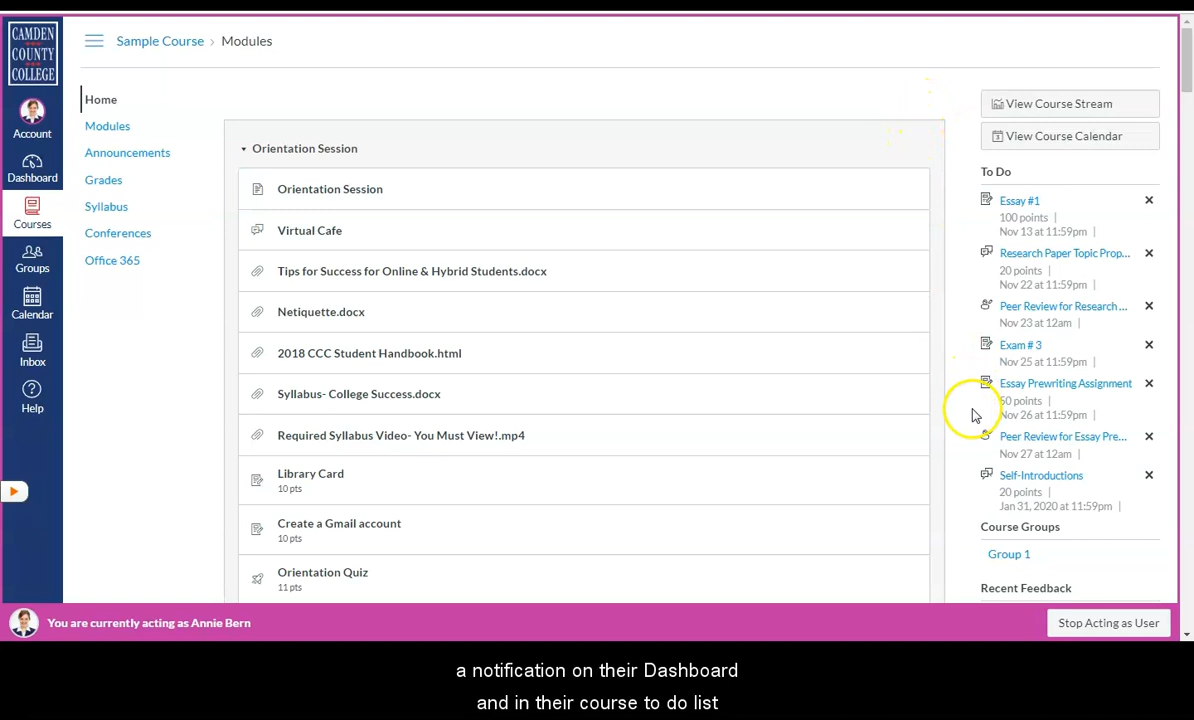 CAMDEN
COUNTY
COLLEGE
Account
Dashboard
Courses
Groups
Calendar
Inbox
Help
Sample Course › Modules
Home
Modules
Announcements
Grades
Syllabus
Conferences
Office 365
Orientation Session
Orientation Session
Virtual Cafe
Tips for Success for Online & Hybrid Students.docx
Netiquette.docx
2018 CCC Student Handbook.html
Syllabus- College Success.docx
Required Syllabus Video- You Must View!.mp4
Library Card
10 pts
Create a Gmail account
10 pts
Orientation Quiz
11 pts
View Course Stream
View Course Calendar
To Do
Essay #1
100 points |
Nov 13 at 11:59pm |
Research Paper Topic Prop...
20 points |
Nov 22 at 11:59pm |
Peer Review for Research ...
Nov 23 at 12am |
Exam # 3
Nov 25 at 11:59pm |
Essay Prewriting Assignment
50 points |
Nov 26 at 11:59pm |
Peer Review for Essay Pre...
Nov 27 at 12am |
Self-Introductions
20 points |
Jan 31, 2020 at 11:59pm |
Course Groups
Group 1
Recent Feedback
You are currently acting as Annie Bern
Stop Acting as User
a notification on their Dashboard
and in their course to do list